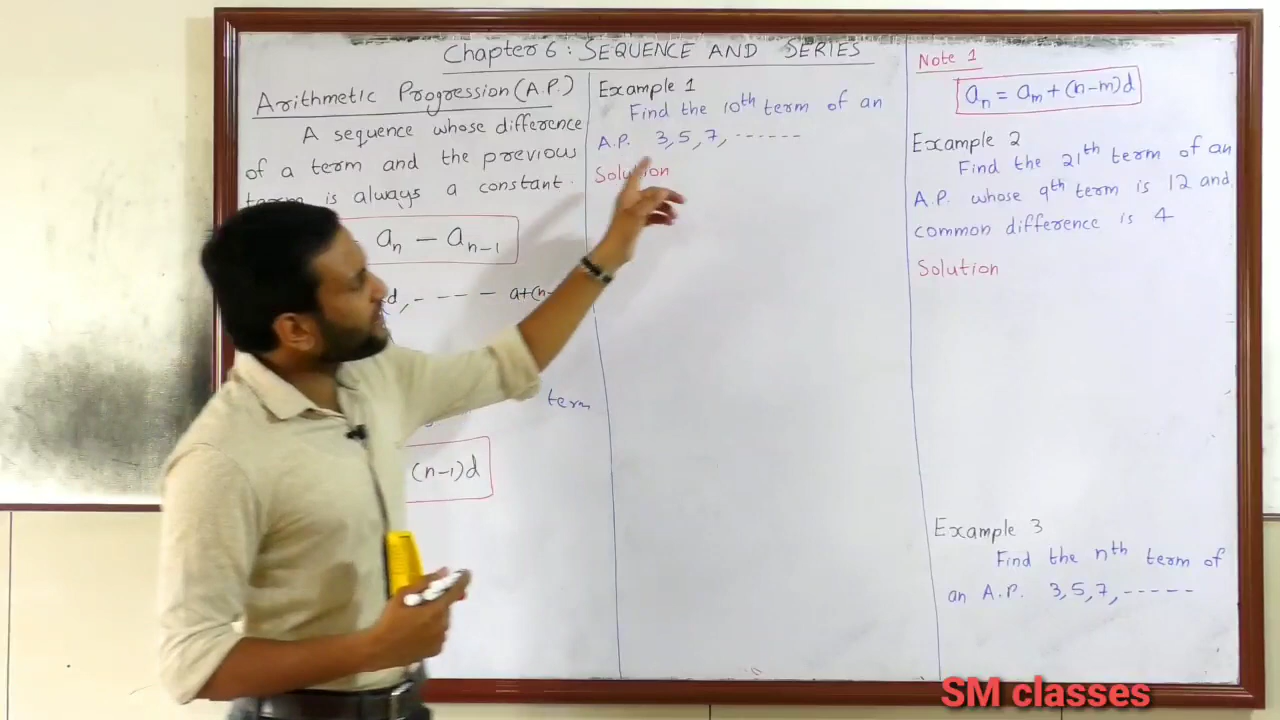 Chapter 6 : SEQUENCE AND SERIES
Arithmetic Progression (A.P.)
A sequence whose difference
of a term and the previous
term is always a constant.
aₙ − aₙ₋₁
d, - - - - a+(n-
term
(n-1)d
Example 1
Find the 10th term of an
A.P. 3, 5, 7, - - - - - -
Solution
Note 1
aₙ = aₘ + (n-m)d
Example 2
Find the 21th term of an
A.P. whose 9th term is 12 and
common difference is 4
Solution
Example 3
Find the nth term of
an A.P. 3, 5, 7, - - - - -
SM classes